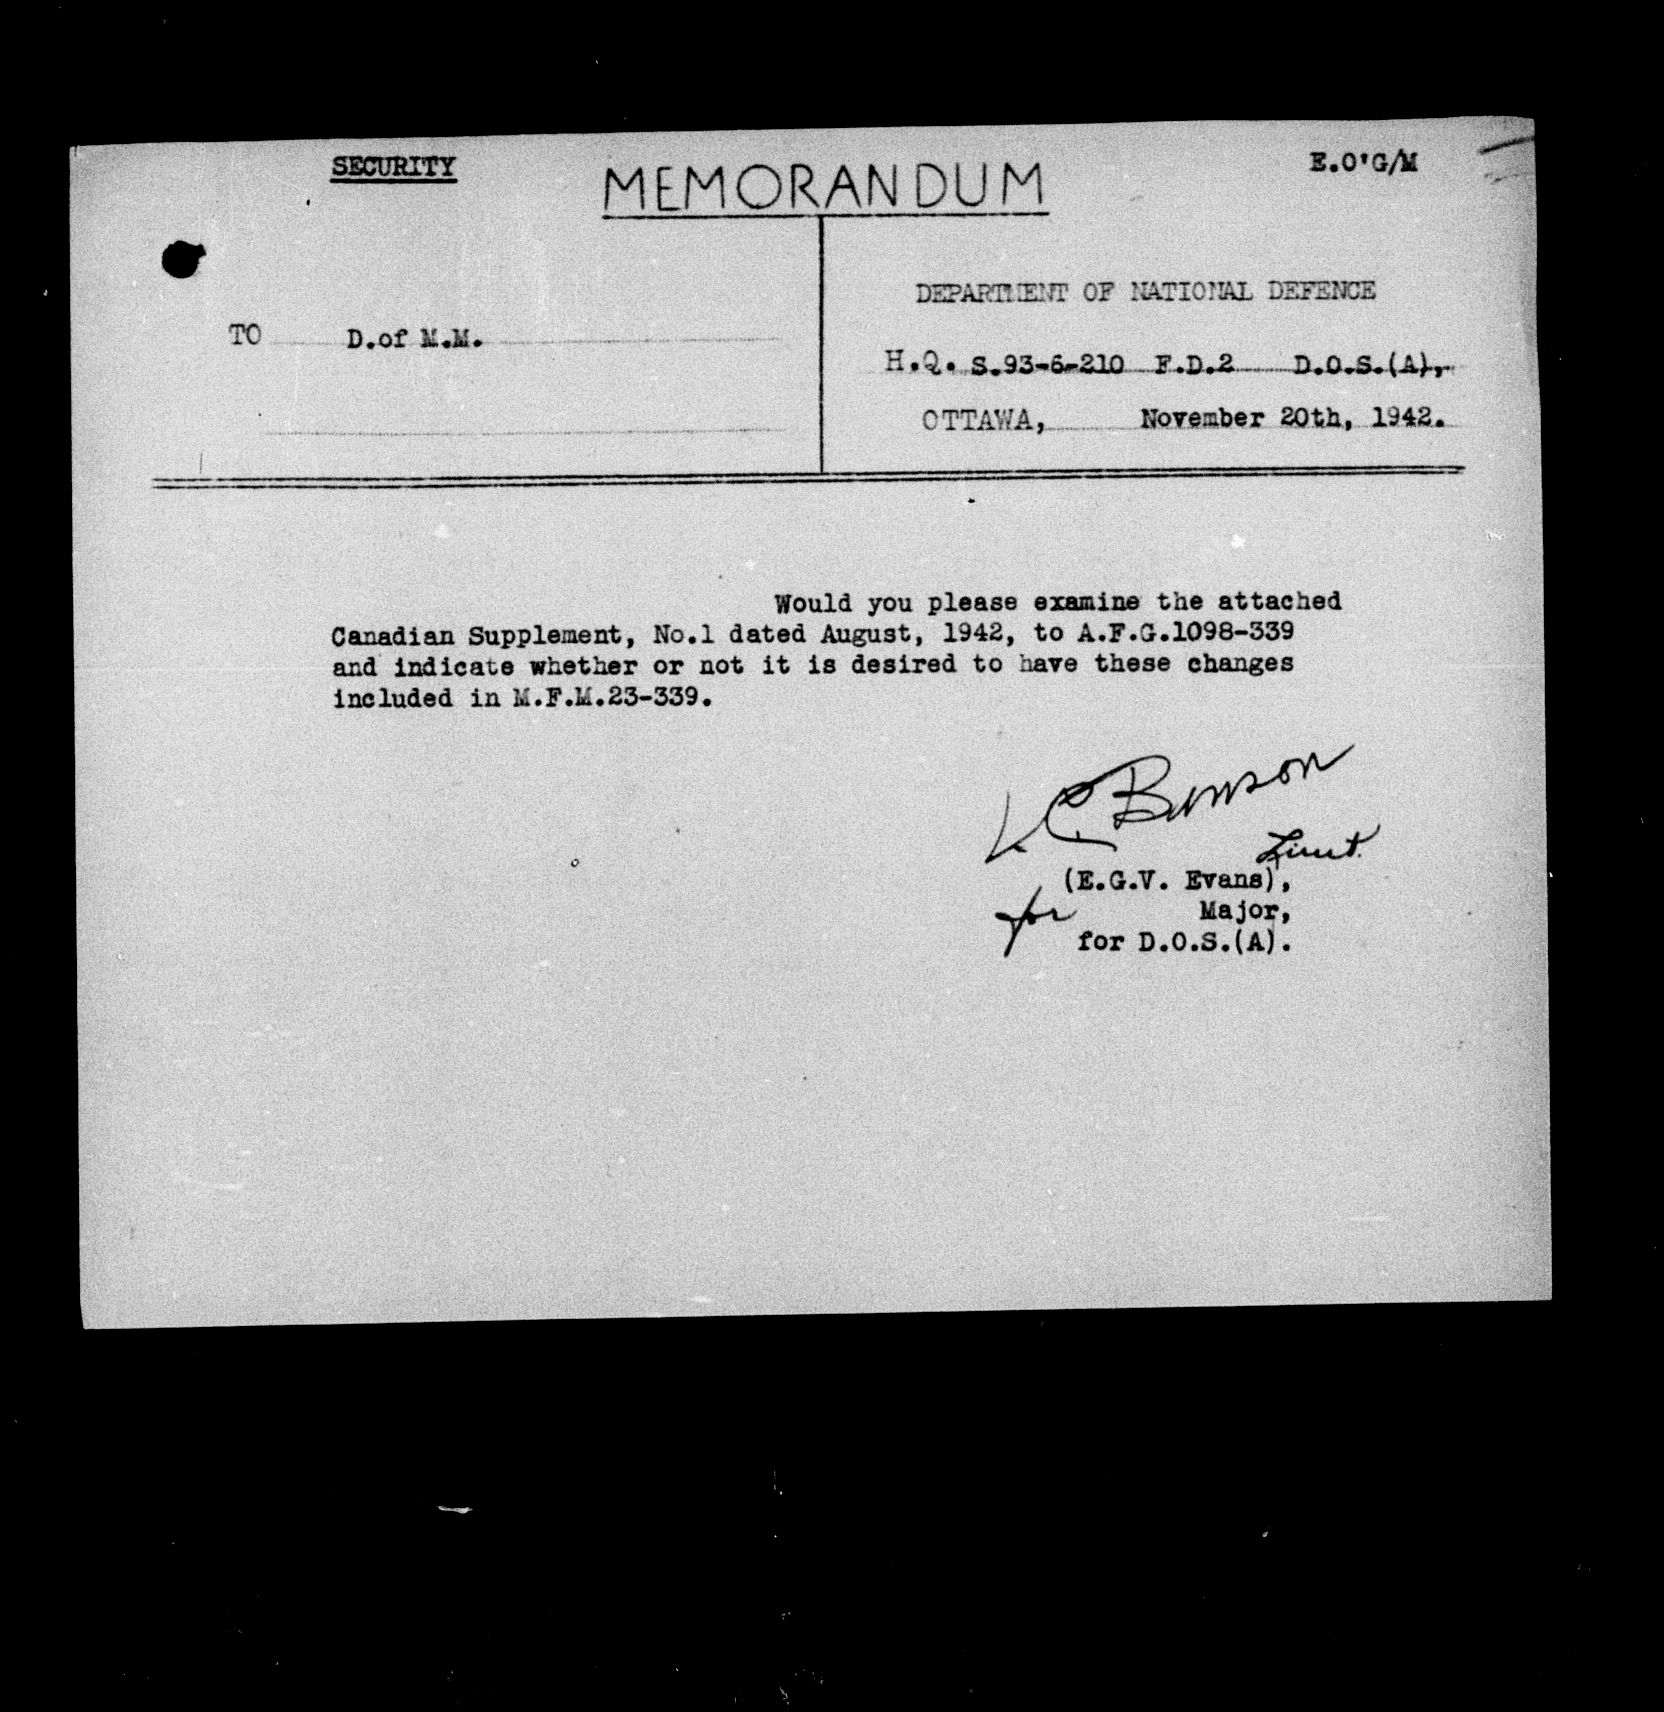 SECURITY
MEMORANDUM
E.O'G/M
DEPARTMENT OF NATIONAL DEFENCE
TO D.of M.M.
H.Q. S.93-6-210 F.D.2 D.O.S.(A),
OTTAWA, November 20th, 1942.
Would you please examine the attached
Canadian Supplement, No.1 dated August, 1942, to A.F.G.1098-339
and indicate whether or not it is desired to have these changes
included in M.F.M.23-339.
Benson
Lieut.
(E.G.V. Evans),
for Major,
for D.O.S.(A).